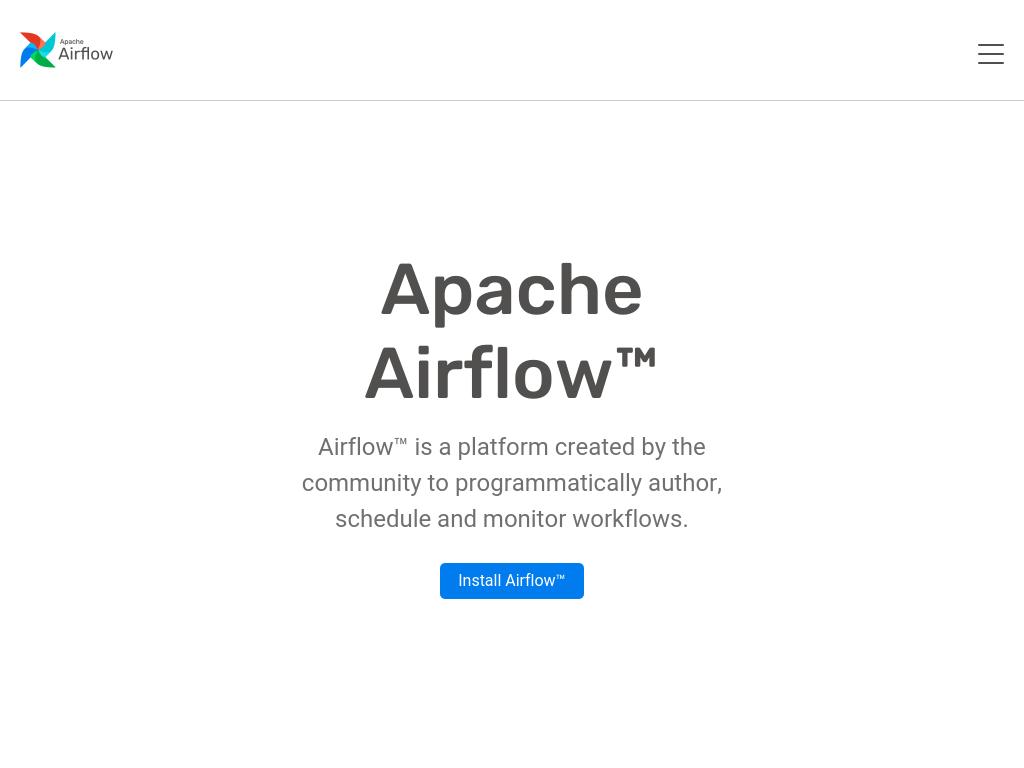 Apache
Airflow
Apache
Airflow™
Airflow™ is a platform created by the
community to programmatically author,
schedule and monitor workflows.
Install Airflow™